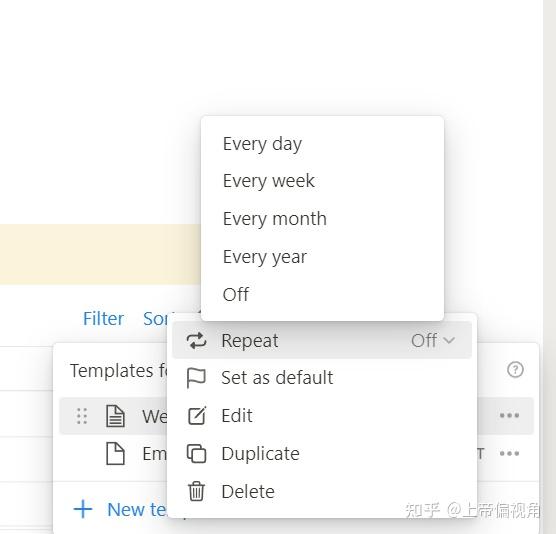 Every day
Every week
Every month
Every year
Off
Filter
Repeat Off
Templates
Set as default
Edit
Duplicate
Delete
New
知乎 @上帝偏视角